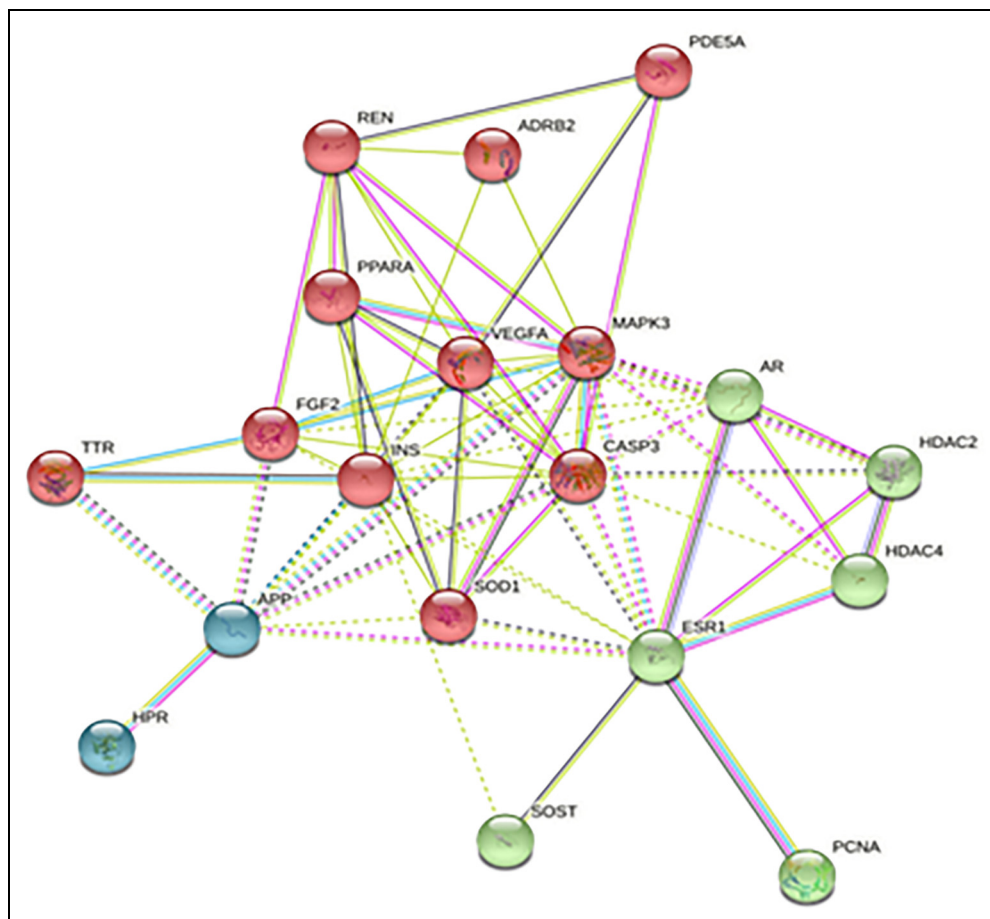 PDE5A
REN
ADRB2
PPARA
VEGFA
MAPK3
AR
FGF2
HDAC2
TTR
INS
CASP3
HDAC4
SOD1
APP
ESR1
HPR
SOST
PCNA